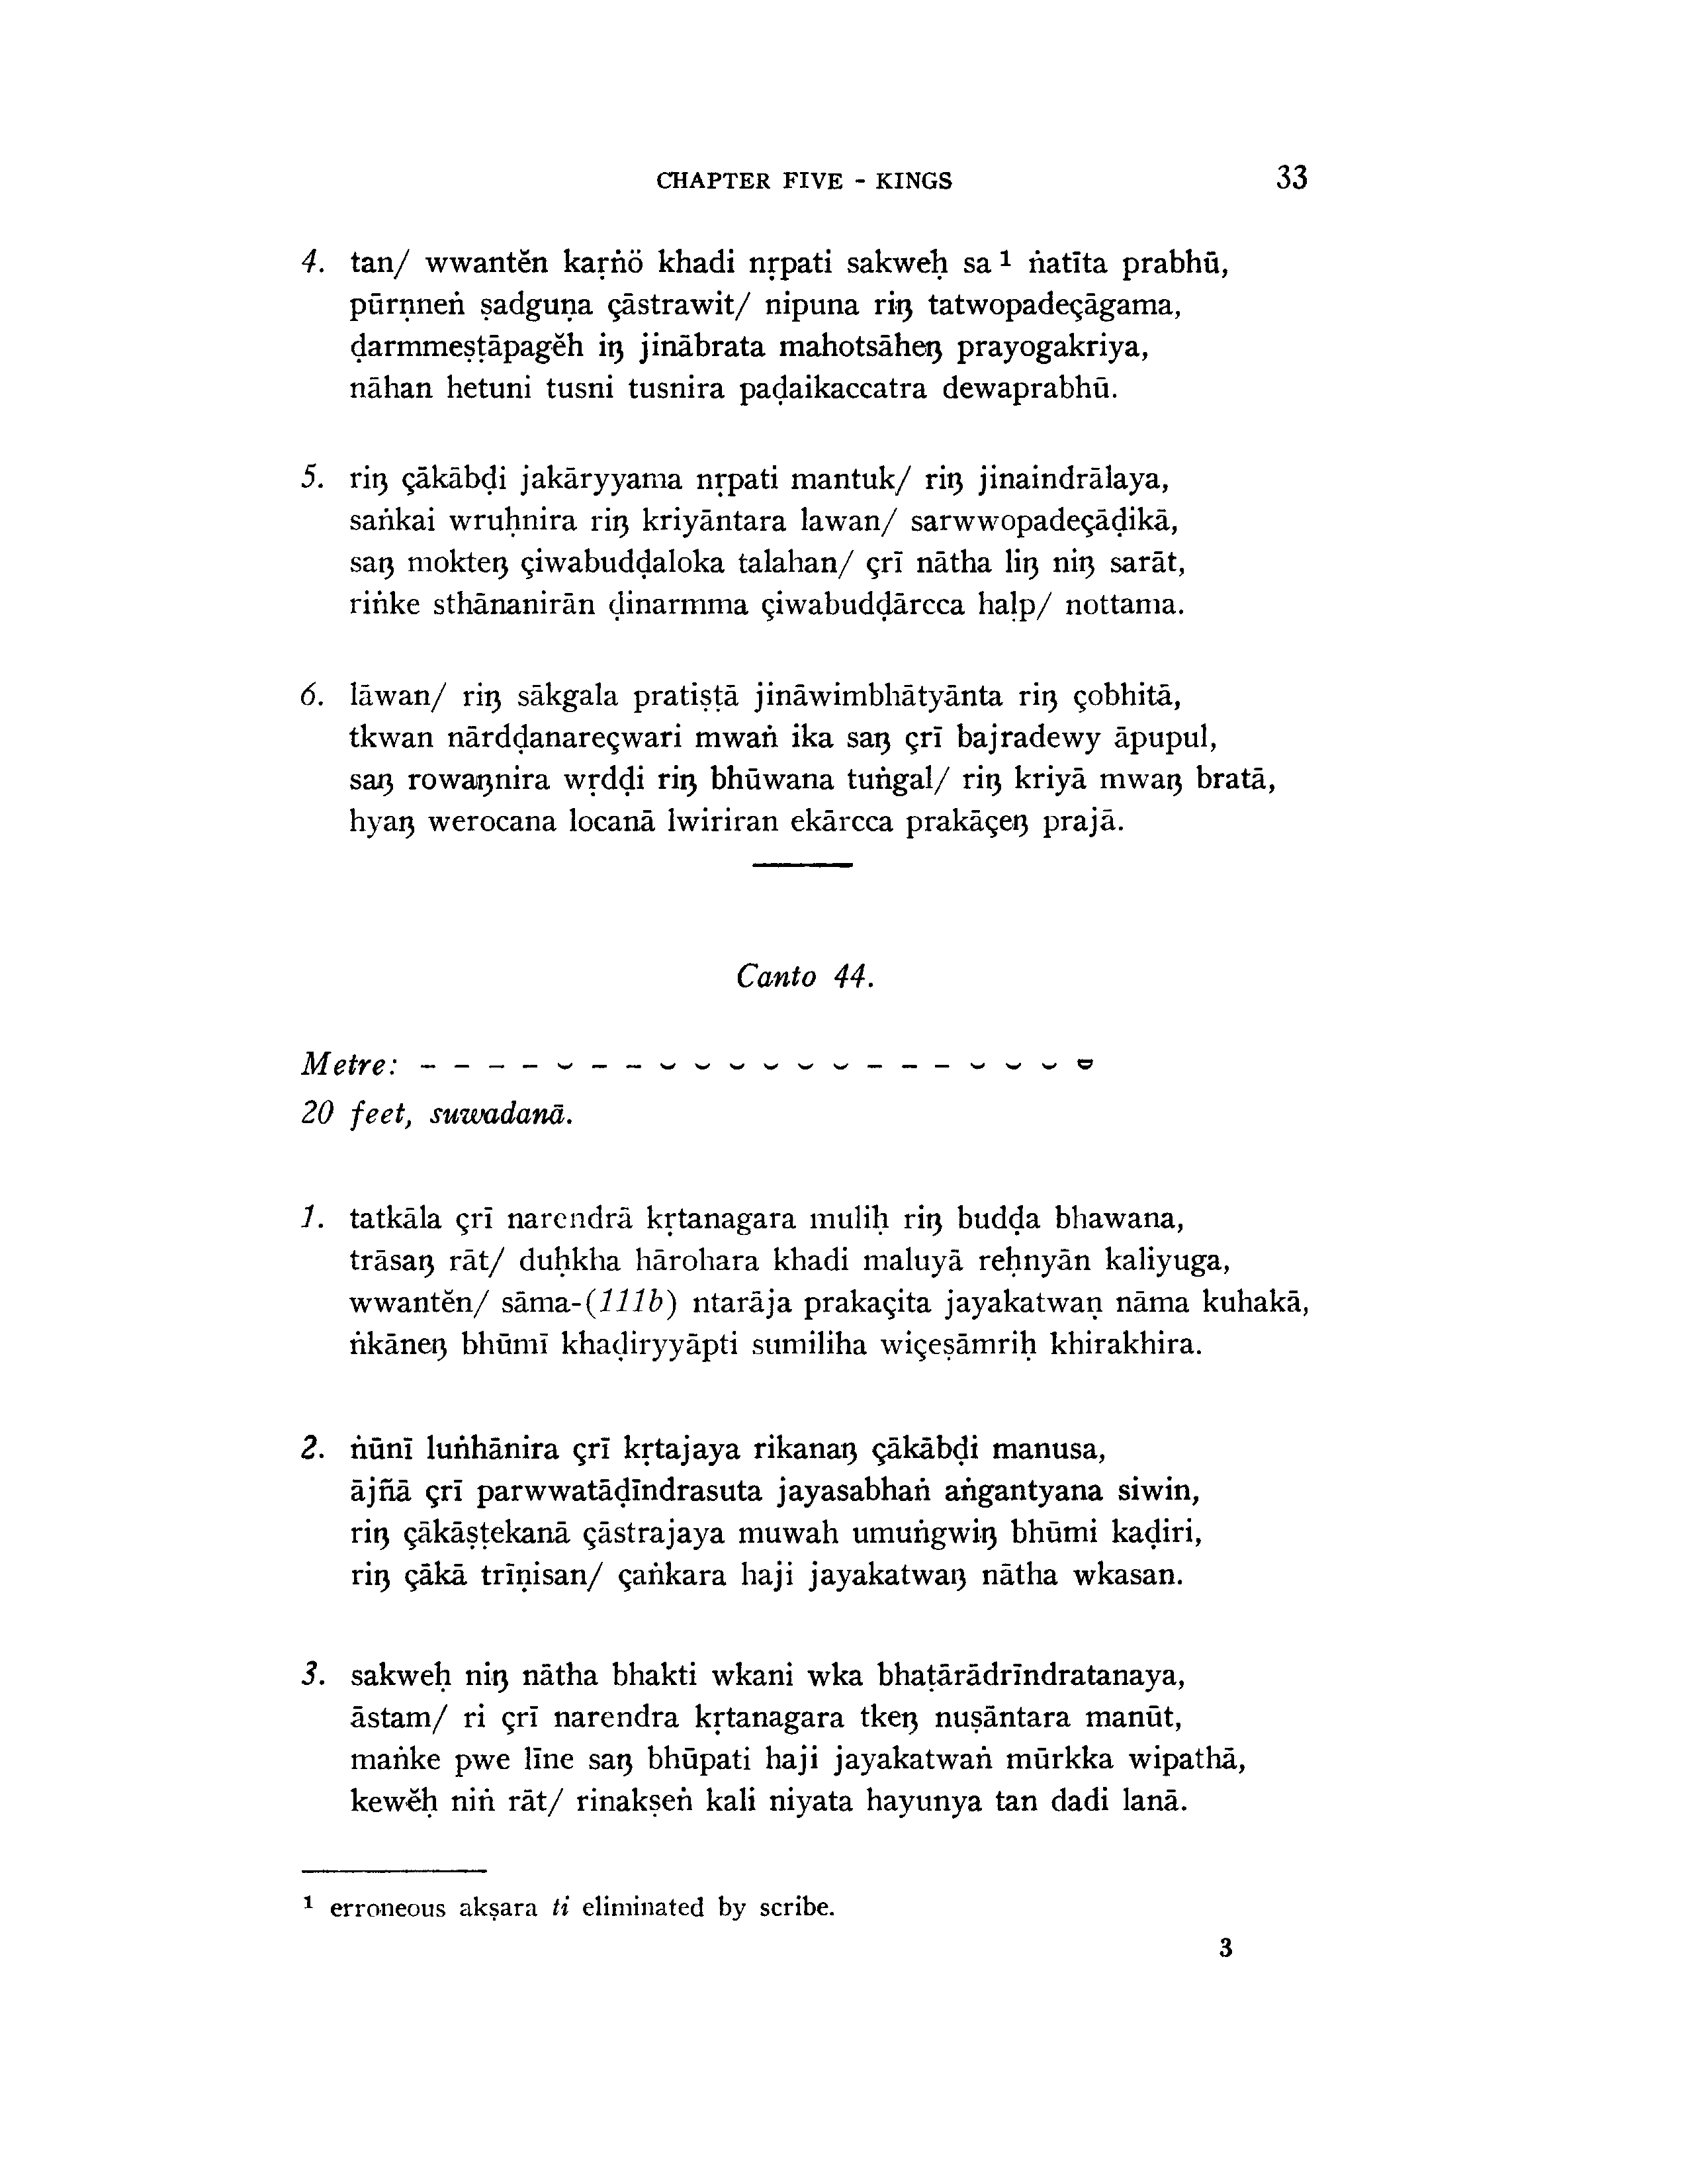 CHAPTER FIVE - KINGS 33
4. tan/ wwantĕn kaṛṅö khadi nṛpati sakweḥ sa ¹ ṅatīta prabhū,
pūrṇneṅ ṣadguṇa çāstrawit/ nipuna riŋ tatwopadeçāgama,
ḍarmmeṣṭāpagĕh iŋ jinābrata mahotsāheŋ prayogakriya,
nāhan hetuni tusni tusnira paḍaikaccatra dewaprabhū.
5. riŋ çākābḍi jakāryyama nṛpati mantuk/ riŋ jinaindrālaya,
saṅkai wruḥnira riŋ kriyāntara lawan/ sarwwopadeçāḍikā,
saŋ mokteŋ çiwabuddaloka talahan/ çrī nātha liŋ niŋ sarāt,
riṅke sthānanirān ḍinarmma çiwabuddārcca haḷp/ nottama.
6. lāwan/ riŋ sākgala pratiṣṭā jināwimbhātyānta riŋ çobhitā,
tkwan nārdḍanareçwari mwaṅ ika saŋ çrī bajradewy āpupul,
saŋ rowaŋnira wṛdḍi riŋ bhūwana tuṅgal/ riŋ kriyā mwaŋ bratā,
hyaŋ werocana locanā lwiriran ekārcca prakāçeŋ prajā.
Canto 44.
Metre: – – – – ⏑ – – ⏑ ⏑ ⏑ ⏑ ⏑ ⏑ – – – ⏑ ⏑ ⏑ ⏓
20 feet, suwadanā.
1. tatkāla çrī narendrā kṛtanagara muliḥ riŋ budḍa bhawana,
trāsaŋ rāt/ duḥkha hārohara khadi maluyā reḥnyān kaliyuga,
wwantĕn/ sāma-(111b) ntarāja prakaçita jayakatwaṇ nāma kuhakā,
ṅkāneŋ bhūmī khaḍiryyāpti sumiliha wiçeṣāmriḥ khirakhira.
2. ṅūnī luṅhānira çrī kṛtajaya rikanaŋ çākābḍi manusa,
ājñā çrī parwwatāḍīndrasuta jayasabhaṅ aṅgantyana siwin,
riŋ çākāṣṭekanā çāstrajaya muwah umuṅgwiŋ bhūmi kaḍiri,
riŋ çākā trīṇisan/ çaṅkara haji jayakatwaŋ nātha wkasan.
3. sakweḥ niŋ nātha bhakti wkani wka bhaṭārādrīndratanaya,
āstam/ ri çrī narendra kṛtanagara tkeŋ nuṣāntara manūt,
maṅke pwe līne saŋ bhūpati haji jayakatwaṅ mūrkka wipathā,
kewĕḥ niṅ rāt/ rinakṣeṅ kali niyata hayunya tan dadi lanā.
¹ erroneous akṣara ti eliminated by scribe.
3